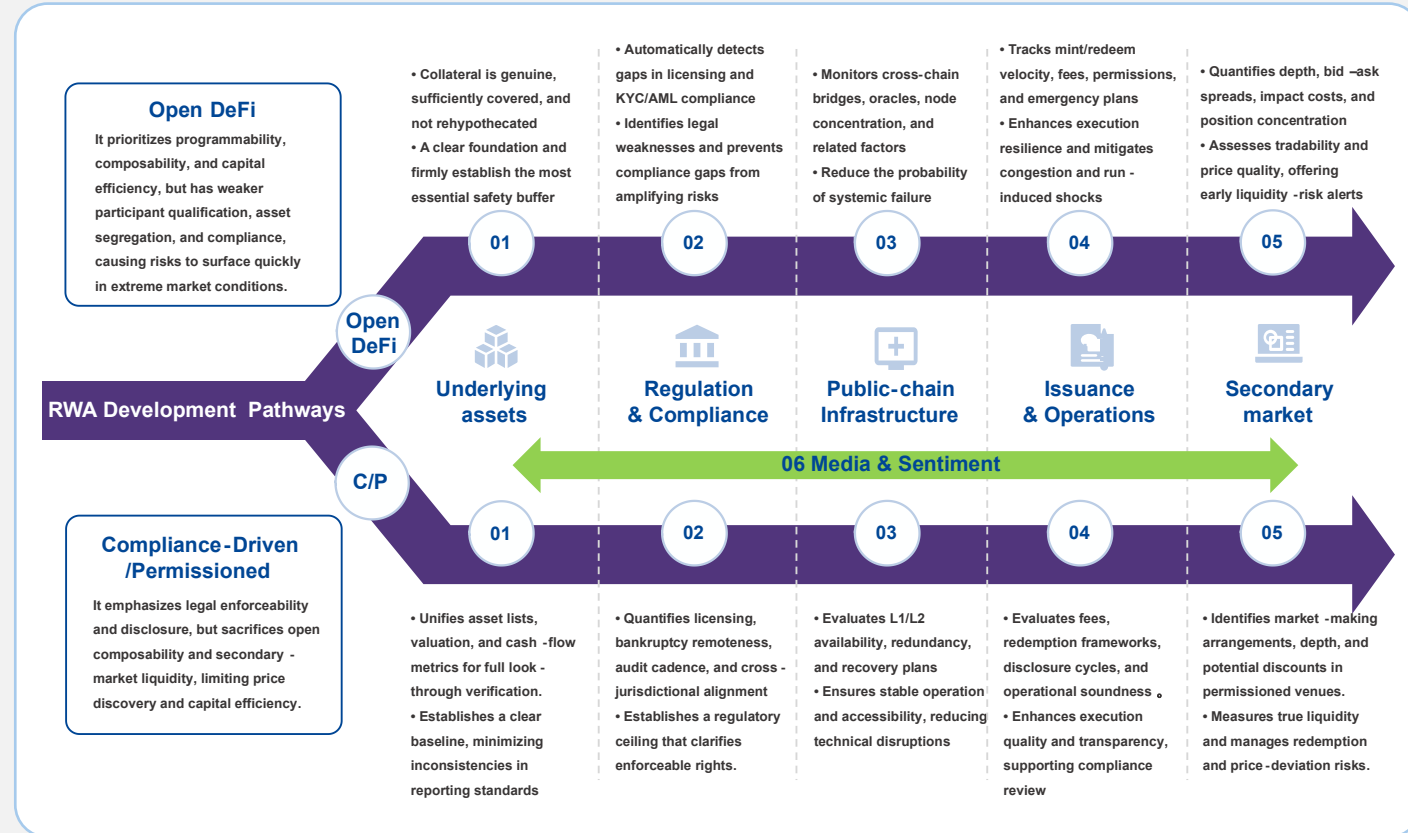 Open DeFi
It prioritizes programmability,
composability, and capital
efficiency, but has weaker
participant qualification, asset
segregation, and compliance,
causing risks to surface quickly
in extreme market conditions.
• Collateral is genuine,
sufficiently covered, and
not rehypothecated
• A clear foundation and
firmly establish the most
essential safety buffer
• Automatically detects
gaps in licensing and
KYC/AML compliance
• Identifies legal
weaknesses and prevents
compliance gaps from
amplifying risks
• Monitors cross-chain
bridges, oracles, node
concentration, and
related factors
• Reduce the probability
of systemic failure
• Tracks mint/redeem
velocity, fees, permissions,
and emergency plans
• Enhances execution
resilience and mitigates
congestion and run -
induced shocks
• Quantifies depth, bid –ask
spreads, impact costs, and
position concentration
• Assesses tradability and
price quality, offering
early liquidity -risk alerts
01
02
03
04
05
Open
DeFi
RWA Development Pathways
C/P
Underlying
assets
Regulation
& Compliance
Public-chain
Infrastructure
Issuance
& Operations
Secondary
market
06 Media & Sentiment
01
02
03
04
05
Compliance-Driven
/Permissioned
It emphasizes legal enforceability
and disclosure, but sacrifices open
composability and secondary -
market liquidity, limiting price
discovery and capital efficiency.
• Unifies asset lists,
valuation, and cash -flow
metrics for full look -
through verification.
• Establishes a clear
baseline, minimizing
inconsistencies in
reporting standards
• Quantifies licensing,
bankruptcy remoteness,
audit cadence, and cross -
jurisdictional alignment
• Establishes a regulatory
ceiling that clarifies
enforceable rights.
• Evaluates L1/L2
availability, redundancy,
and recovery plans
• Ensures stable operation
and accessibility, reducing
technical disruptions
• Evaluates fees,
redemption frameworks,
disclosure cycles, and
operational soundness 。
• Enhances execution
quality and transparency,
supporting compliance
review
• Identifies market -making
arrangements, depth, and
potential discounts in
permissioned venues.
• Measures true liquidity
and manages redemption
and price-deviation risks.